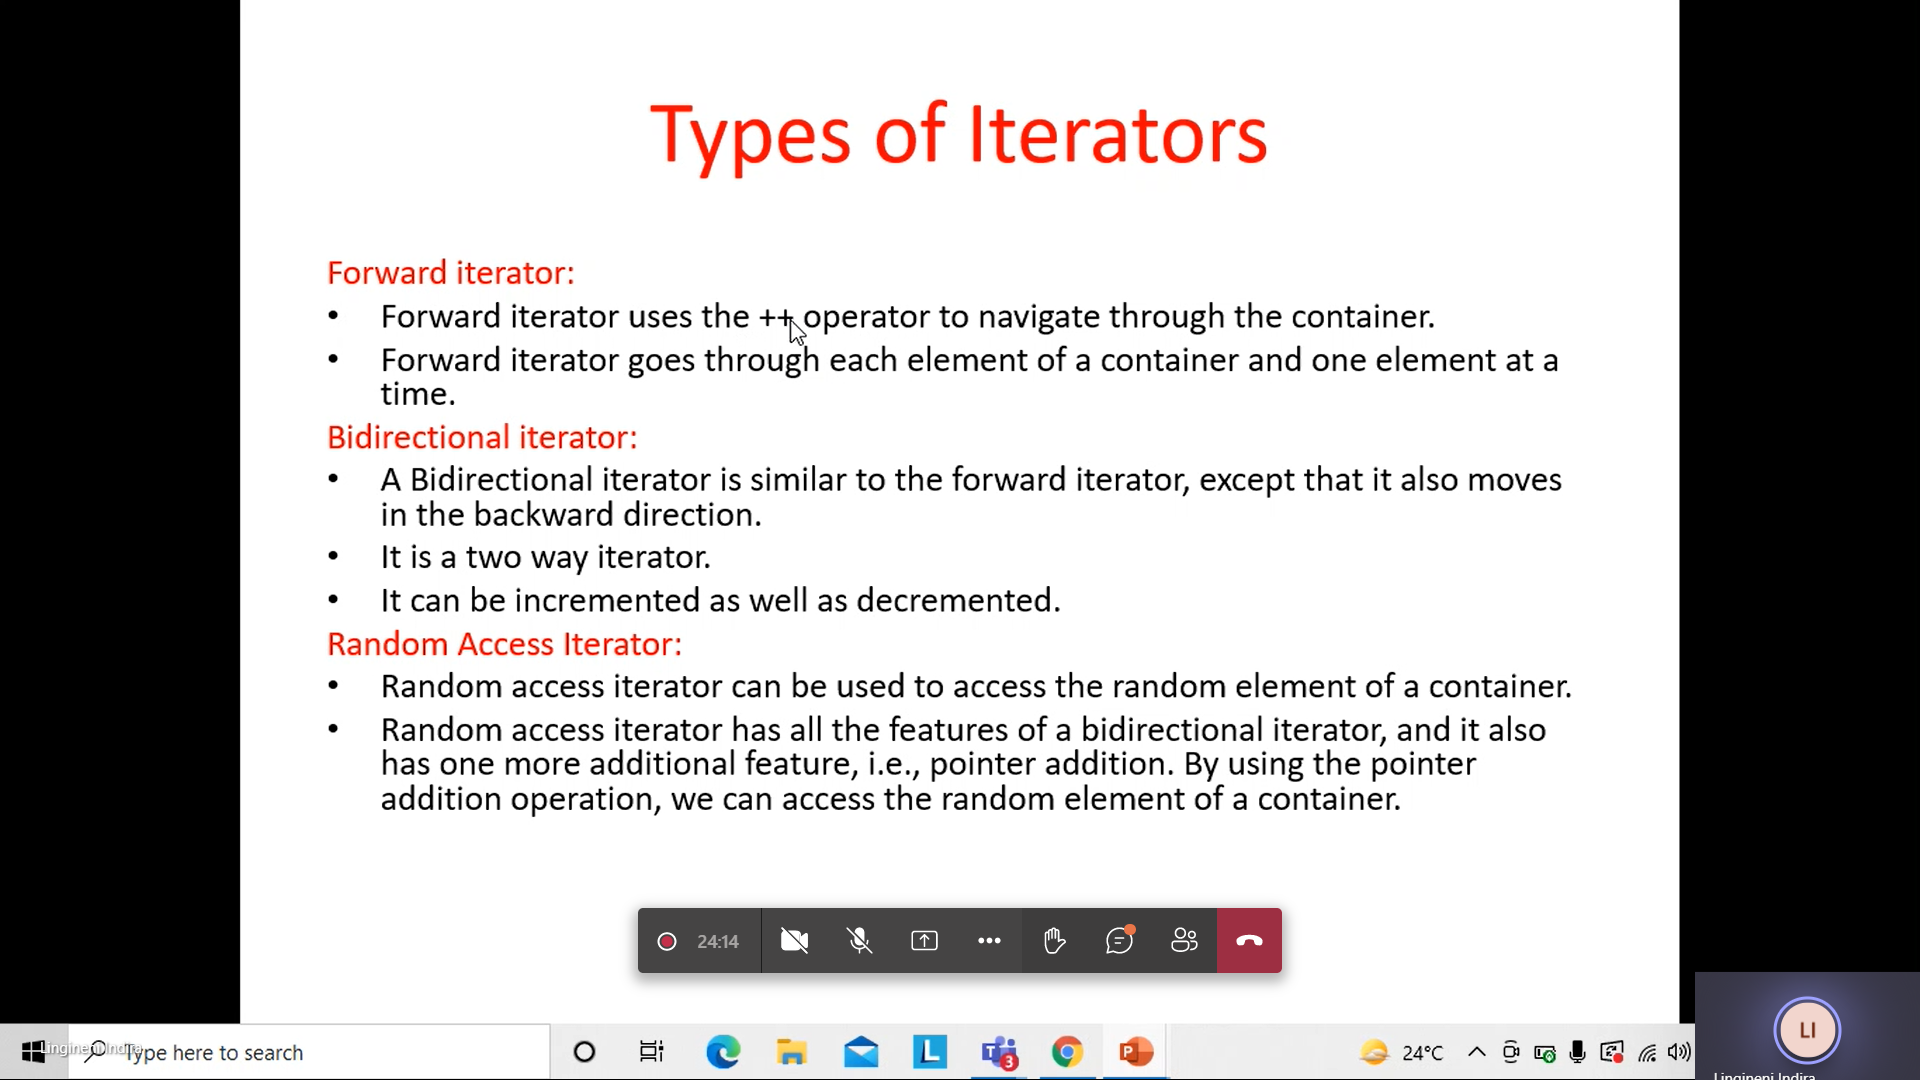 Types of Iterators
Forward iterator:
• Forward iterator uses the ++ operator to navigate through the container.
• Forward iterator goes through each element of a container and one element at a
time.
Bidirectional iterator:
• A Bidirectional iterator is similar to the forward iterator, except that it also moves
in the backward direction.
• It is a two way iterator.
• It can be incremented as well as decremented.
Random Access Iterator:
• Random access iterator can be used to access the random element of a container.
• Random access iterator has all the features of a bidirectional iterator, and it also
has one more additional feature, i.e., pointer addition. By using the pointer
addition operation, we can access the random element of a container.
24:14
Lingineni Indira
Type here to search
L
3
P
24°C
LI
Lingineni Indira